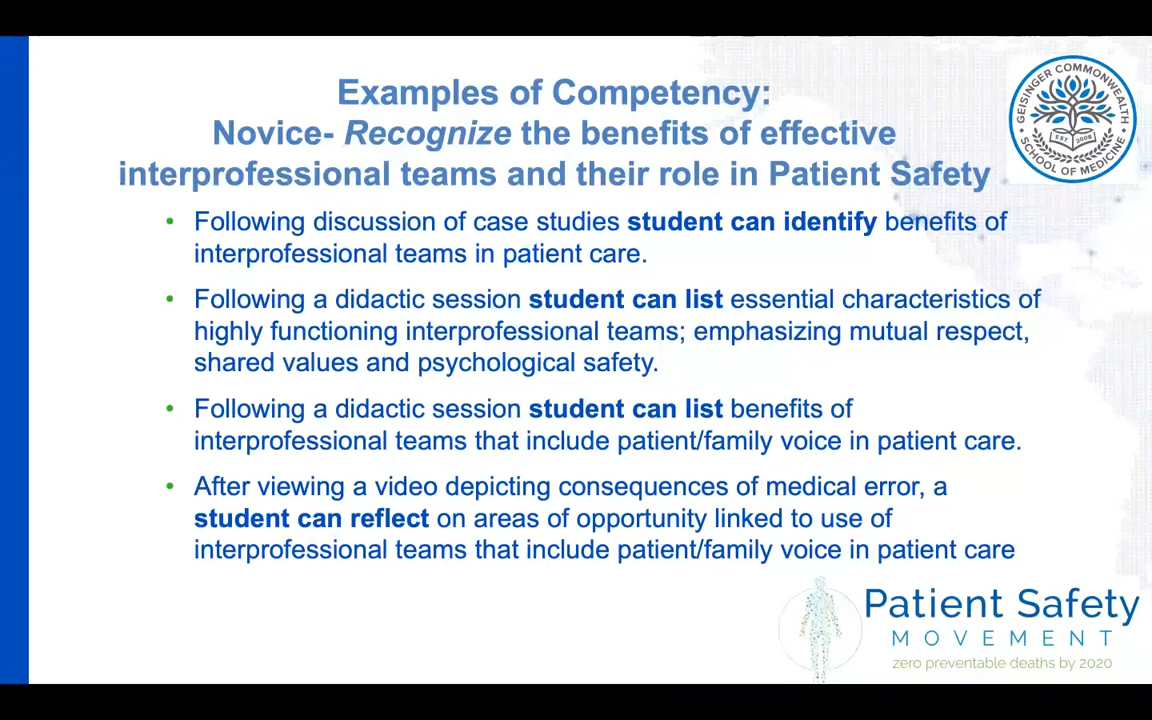 Examples of Competency:
Novice- Recognize the benefits of effective
interprofessional teams and their role in Patient Safety
GEISINGER COMMONWEALTH
EST. 2008
SCHOOL OF MEDICINE
• Following discussion of case studies student can identify benefits of
interprofessional teams in patient care.
• Following a didactic session student can list essential characteristics of
highly functioning interprofessional teams; emphasizing mutual respect,
shared values and psychological safety.
• Following a didactic session student can list benefits of
interprofessional teams that include patient/family voice in patient care.
• After viewing a video depicting consequences of medical error, a
student can reflect on areas of opportunity linked to use of
interprofessional teams that include patient/family voice in patient care
Patient Safety
MOVEMENT
zero preventable deaths by 2020